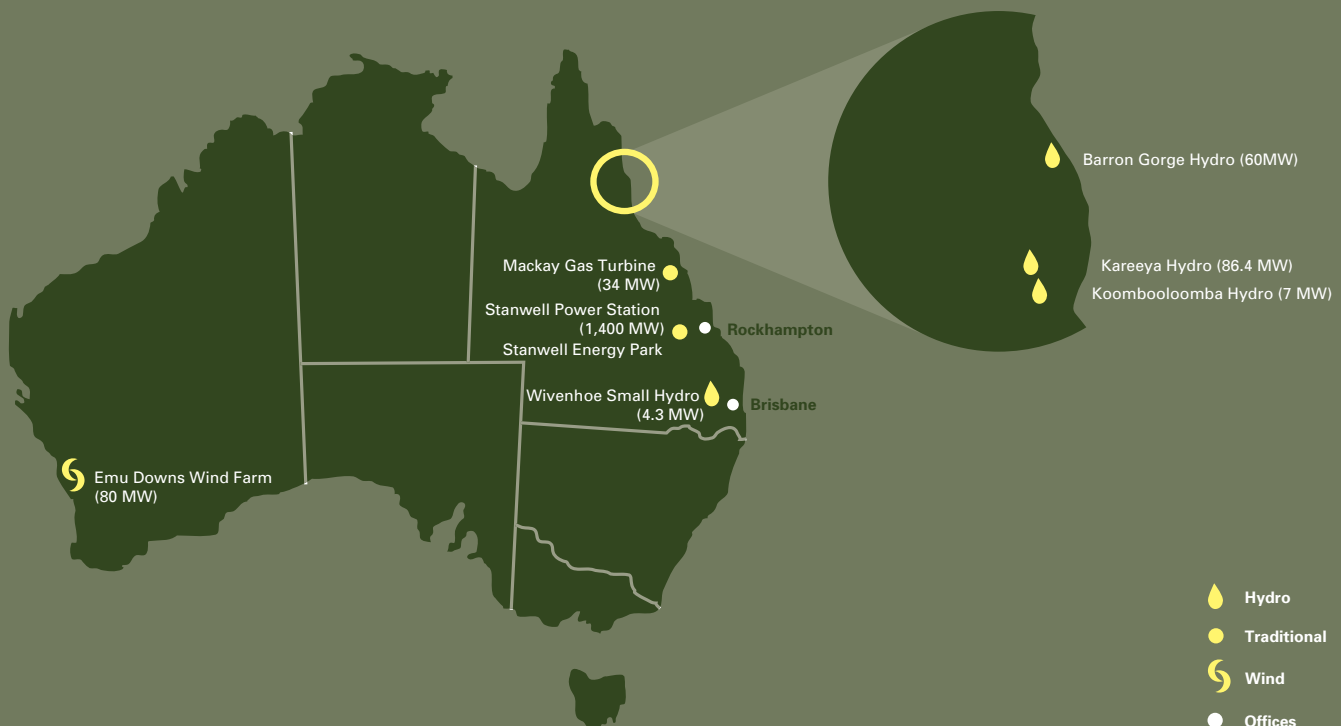 Barron Gorge Hydro (60MW)
Kareeya Hydro (86.4 MW)
Koombooloomba Hydro (7 MW)
Mackay Gas Turbine
(34 MW)
Stanwell Power Station
(1,400 MW)
Stanwell Energy Park
Rockhampton
Wivenhoe Small Hydro
(4.3 MW)
Brisbane
Emu Downs Wind Farm
(80 MW)
Hydro
Traditional
Wind
Offices